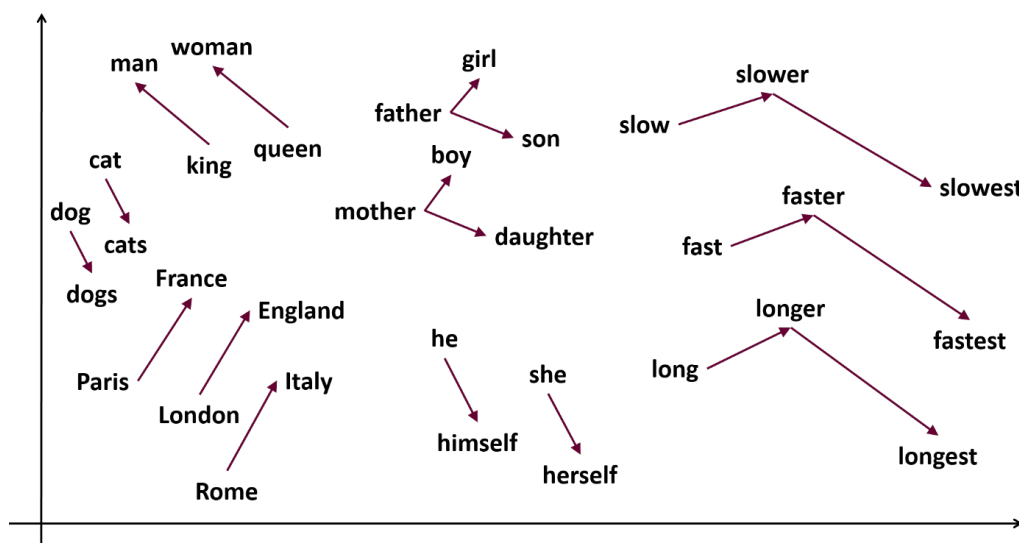 woman
man
king
queen
cat
cats
dog
dogs
France
Paris
England
London
Italy
Rome
girl
father
son
boy
mother
daughter
he
himself
she
herself
slower
slow
slowest
faster
fast
fastest
longer
long
longest